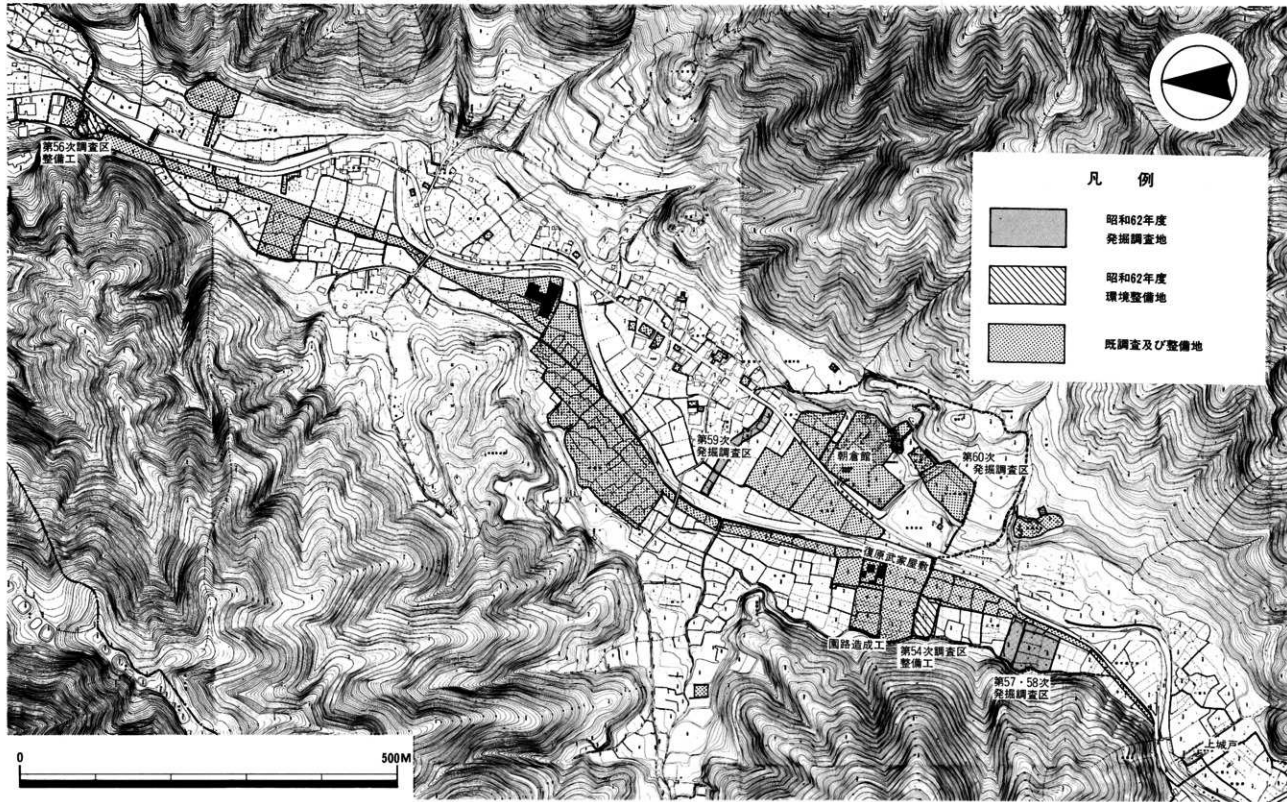 第56次調査区
整備工
凡 例
昭和62年度
発掘調査地
昭和62年度
環境整備地
既調査及び整備地
第59次
発掘調査区
朝倉館
第60次
発掘調査区
復原武家屋敷
園路造成工
第54次調査区
整備工
第57・58次
発掘調査区
上城戸
0 500M